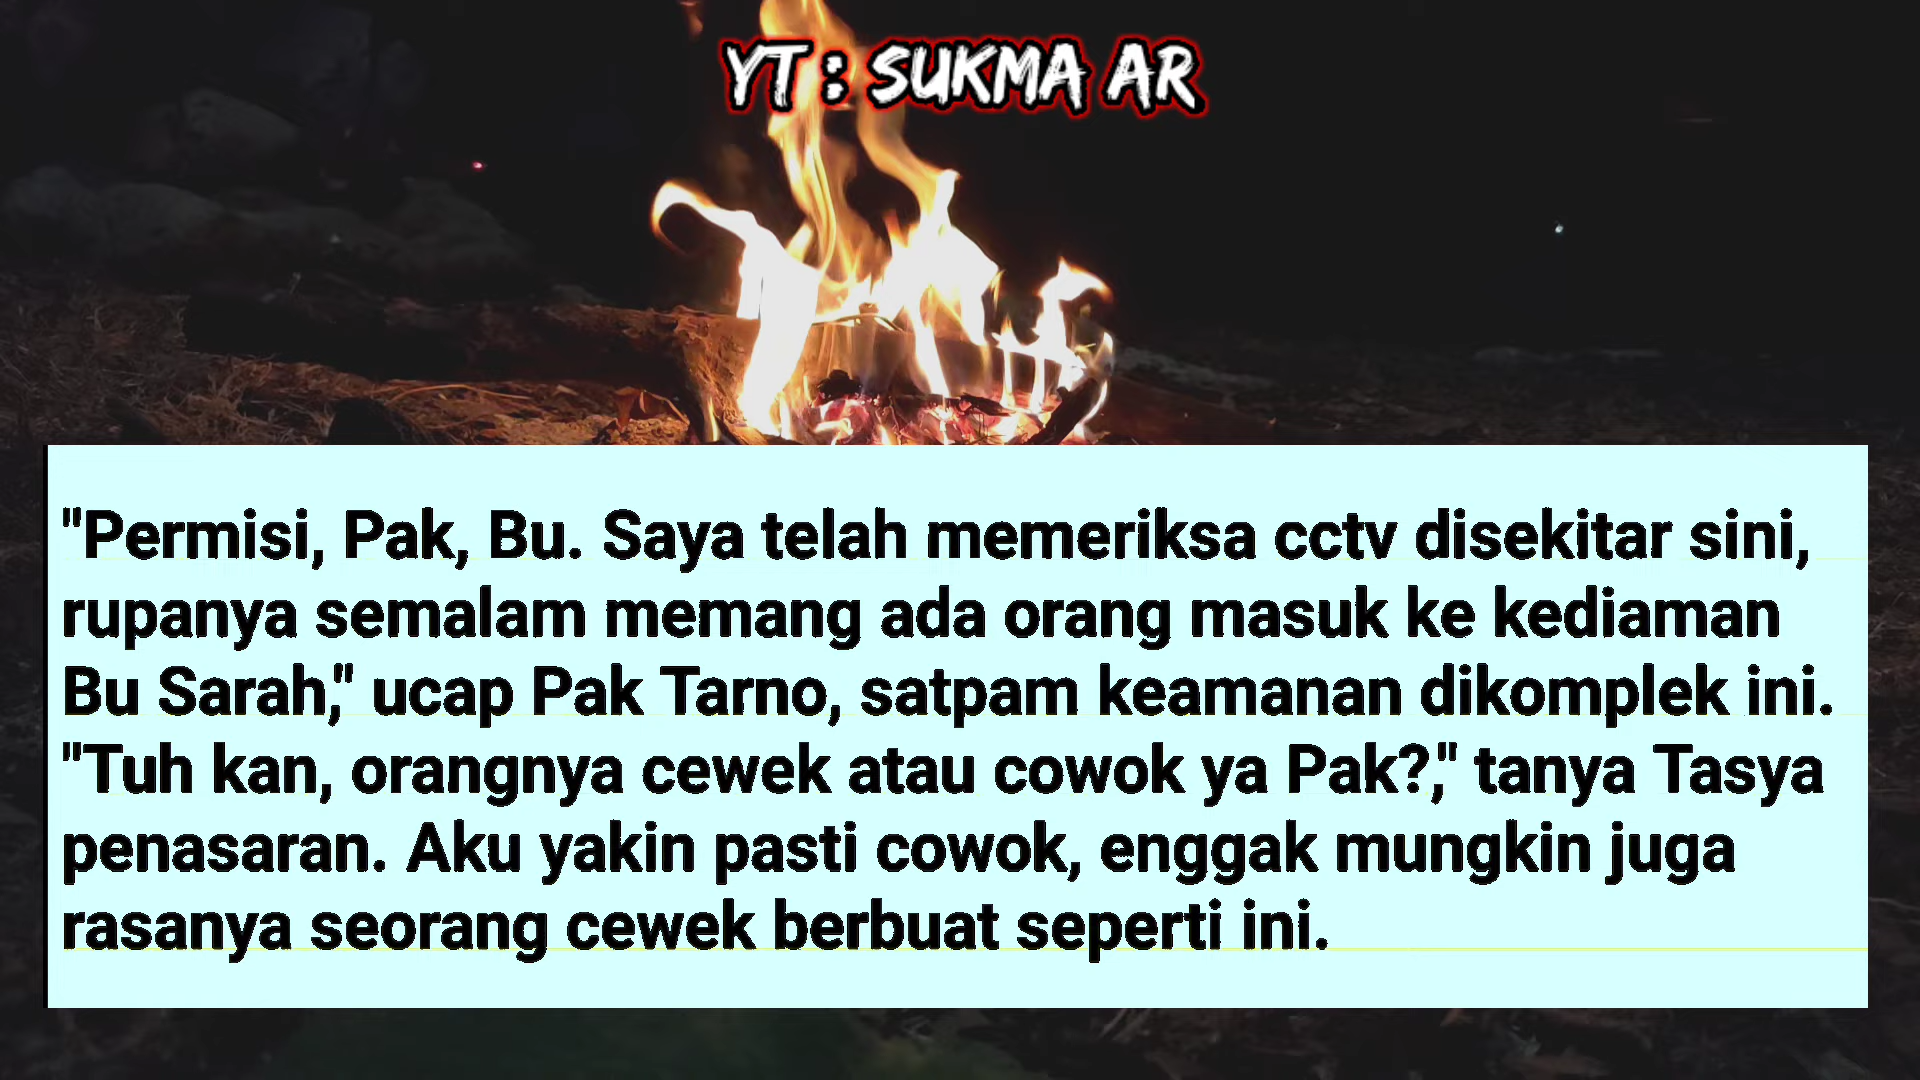 YT : SUKMA AR
"Permisi, Pak, Bu. Saya telah memeriksa cctv disekitar sini,
rupanya semalam memang ada orang masuk ke kediaman
Bu Sarah," ucap Pak Tarno, satpam keamanan dikomplek ini.
"Tuh kan, orangnya cewek atau cowok ya Pak?," tanya Tasya
penasaran. Aku yakin pasti cowok, enggak mungkin juga
rasanya seorang cewek berbuat seperti ini.